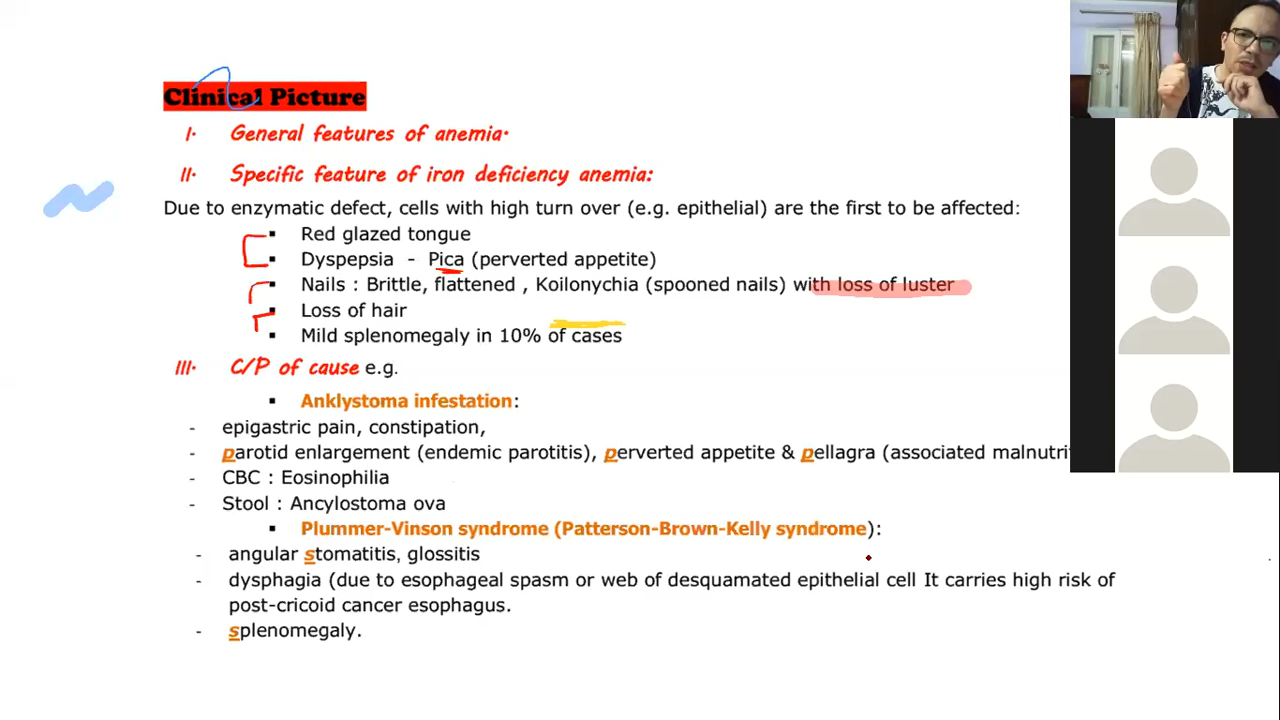 Clinical Picture
I. General features of anemia.
II. Specific feature of iron deficiency anemia:
Due to enzymatic defect, cells with high turn over (e.g. epithelial) are the first to be affected:
▪ Red glazed tongue
▪ Dyspepsia - Pica (perverted appetite)
▪ Nails : Brittle, flattened , Koilonychia (spooned nails) with loss of luster
▪ Loss of hair
▪ Mild splenomegaly in 10% of cases
III. C/P of cause e.g.
▪ Anklystoma infestation:
- epigastric pain, constipation,
- parotid enlargement (endemic parotitis), perverted appetite & pellagra (associated
- CBC : Eosinophilia
- Stool : Ancylostoma ova
▪ Plummer-Vinson syndrome (Patterson-Brown-Kelly syndrome):
- angular stomatitis, glossitis
- dysphagia (due to esophageal spasm or web of desquamated epithelial cell It carries high risk of
post-cricoid cancer esophagus.
- splenomegaly.